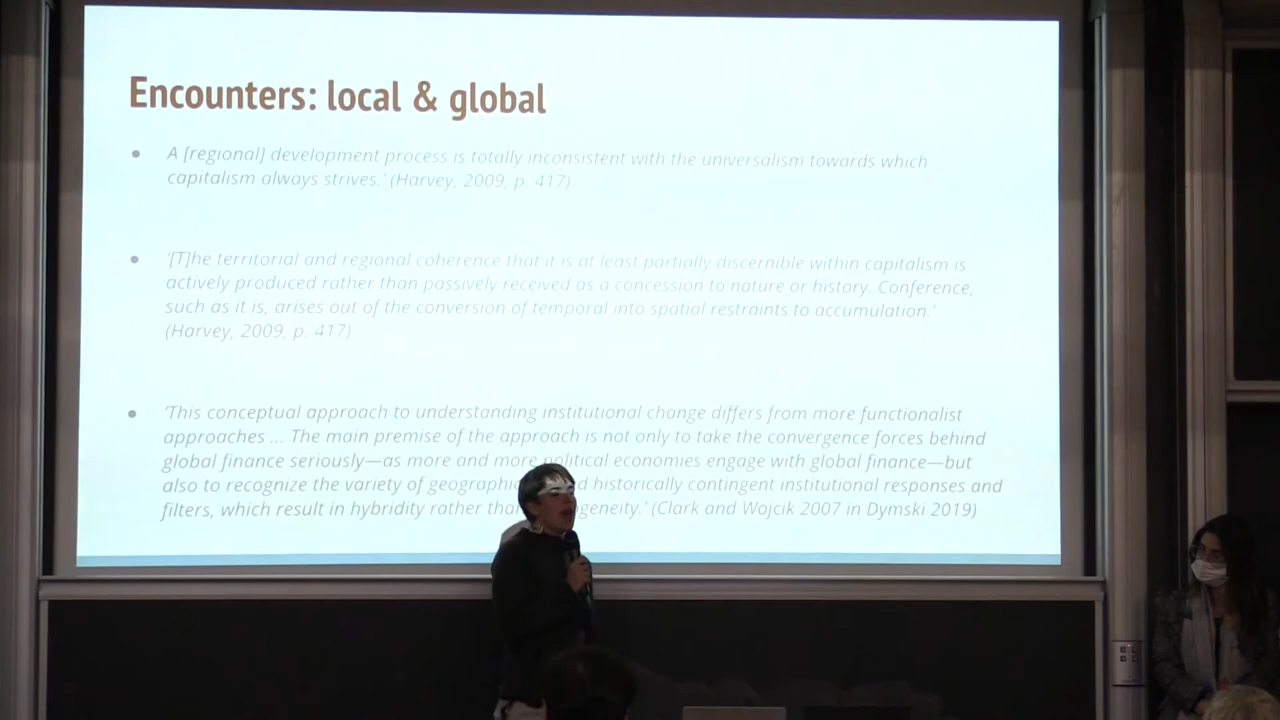 Encounters: local & global
A [regional] development process is totally inconsistent with the universalism towards which
capitalism always strives.' (Harvey, 2009, p. 417)
'[T]he territorial and regional coherence that it is at least partially discernible within capitalism is
actively produced rather than passively received as a concession to nature or history. Conference,
such as it is, arises out of the conversion of temporal into spatial restraints to accumulation.'
(Harvey, 2009, p. 417)
'This conceptual approach to understanding institutional change differs from more functionalist
approaches ... The main premise of the approach is not only to take the convergence forces behind
global finance seriously—as more and more political economies engage with global finance—but
also to recognize the variety of historically contingent institutional responses and
filters, which result in hybridity rather (Clark and Wojcik 2007 in Dymski 2019)